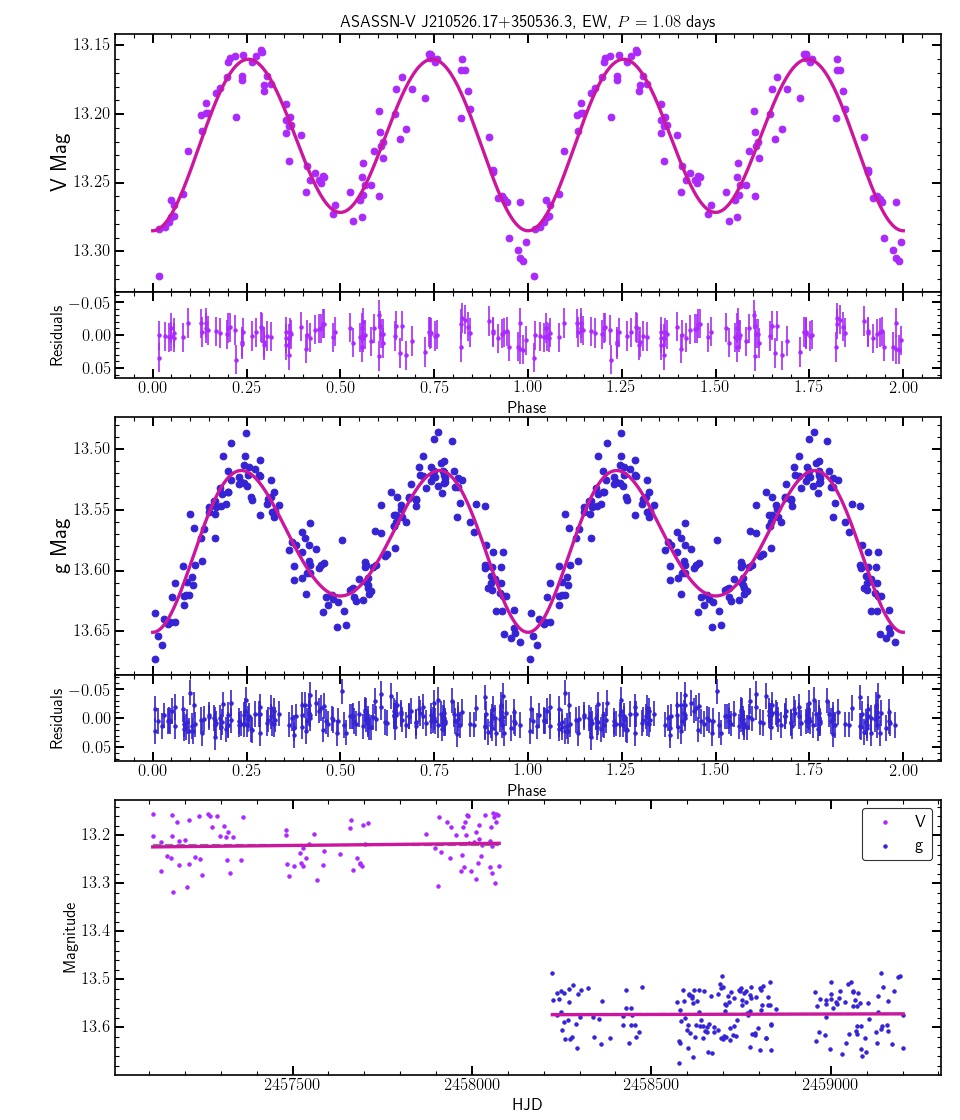 ASASSN-V J210526.17+350536.3, EW, P = 1.08 days
13.15
13.20
13.25
13.30
V Mag
−0.05
0.00
0.05
Residuals
0.00 0.25 0.50 0.75 1.00 1.25 1.50 1.75 2.00
Phase
13.50
13.55
13.60
13.65
g Mag
−0.05
0.00
0.05
Residuals
0.00 0.25 0.50 0.75 1.00 1.25 1.50 1.75 2.00
Phase
V
g
13.2
13.3
13.4
13.5
13.6
Magnitude
2457500 2458000 2458500 2459000
HJD